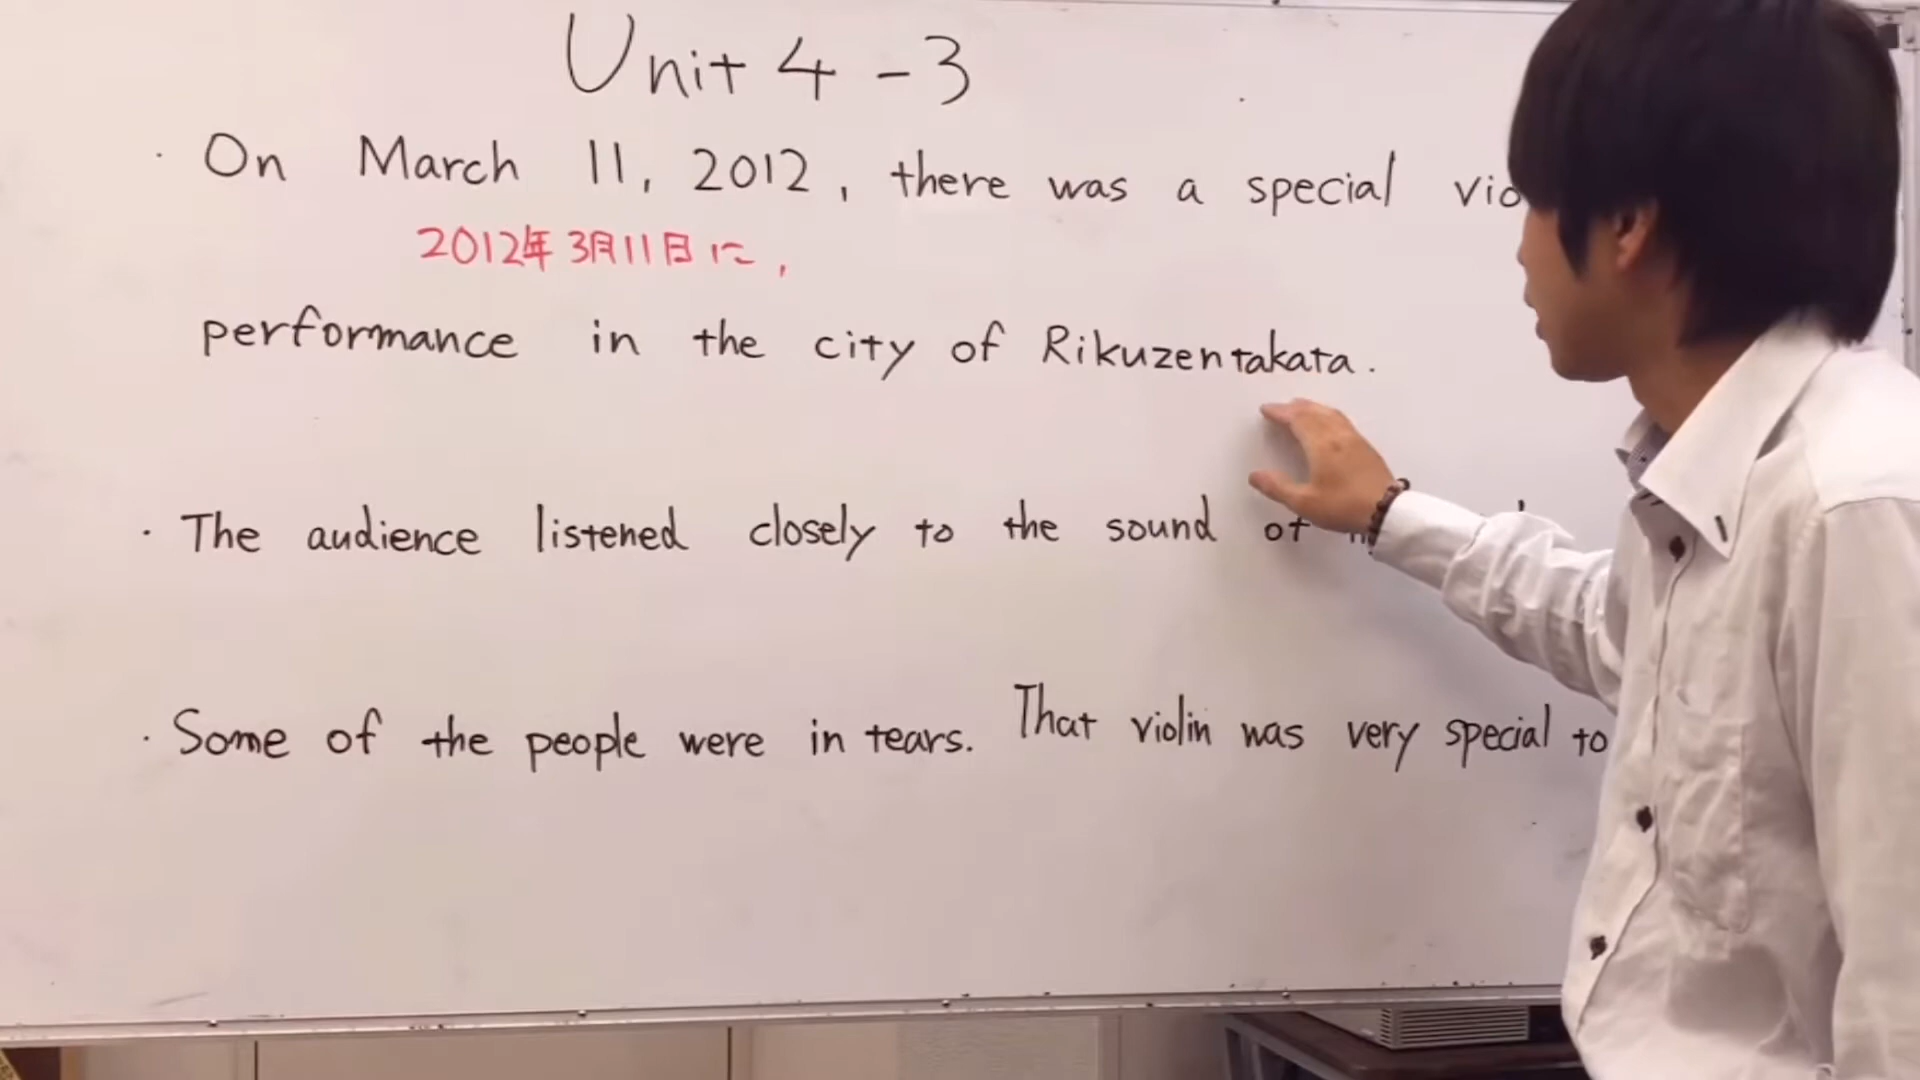 Unit 4 - 3
· On March 11, 2012, there was a special
2012年3月11日に,
performance in the city of Rikuzentakata.
· The audience listened closely to the sound of
· Some of the people were in tears. That violin was very special to